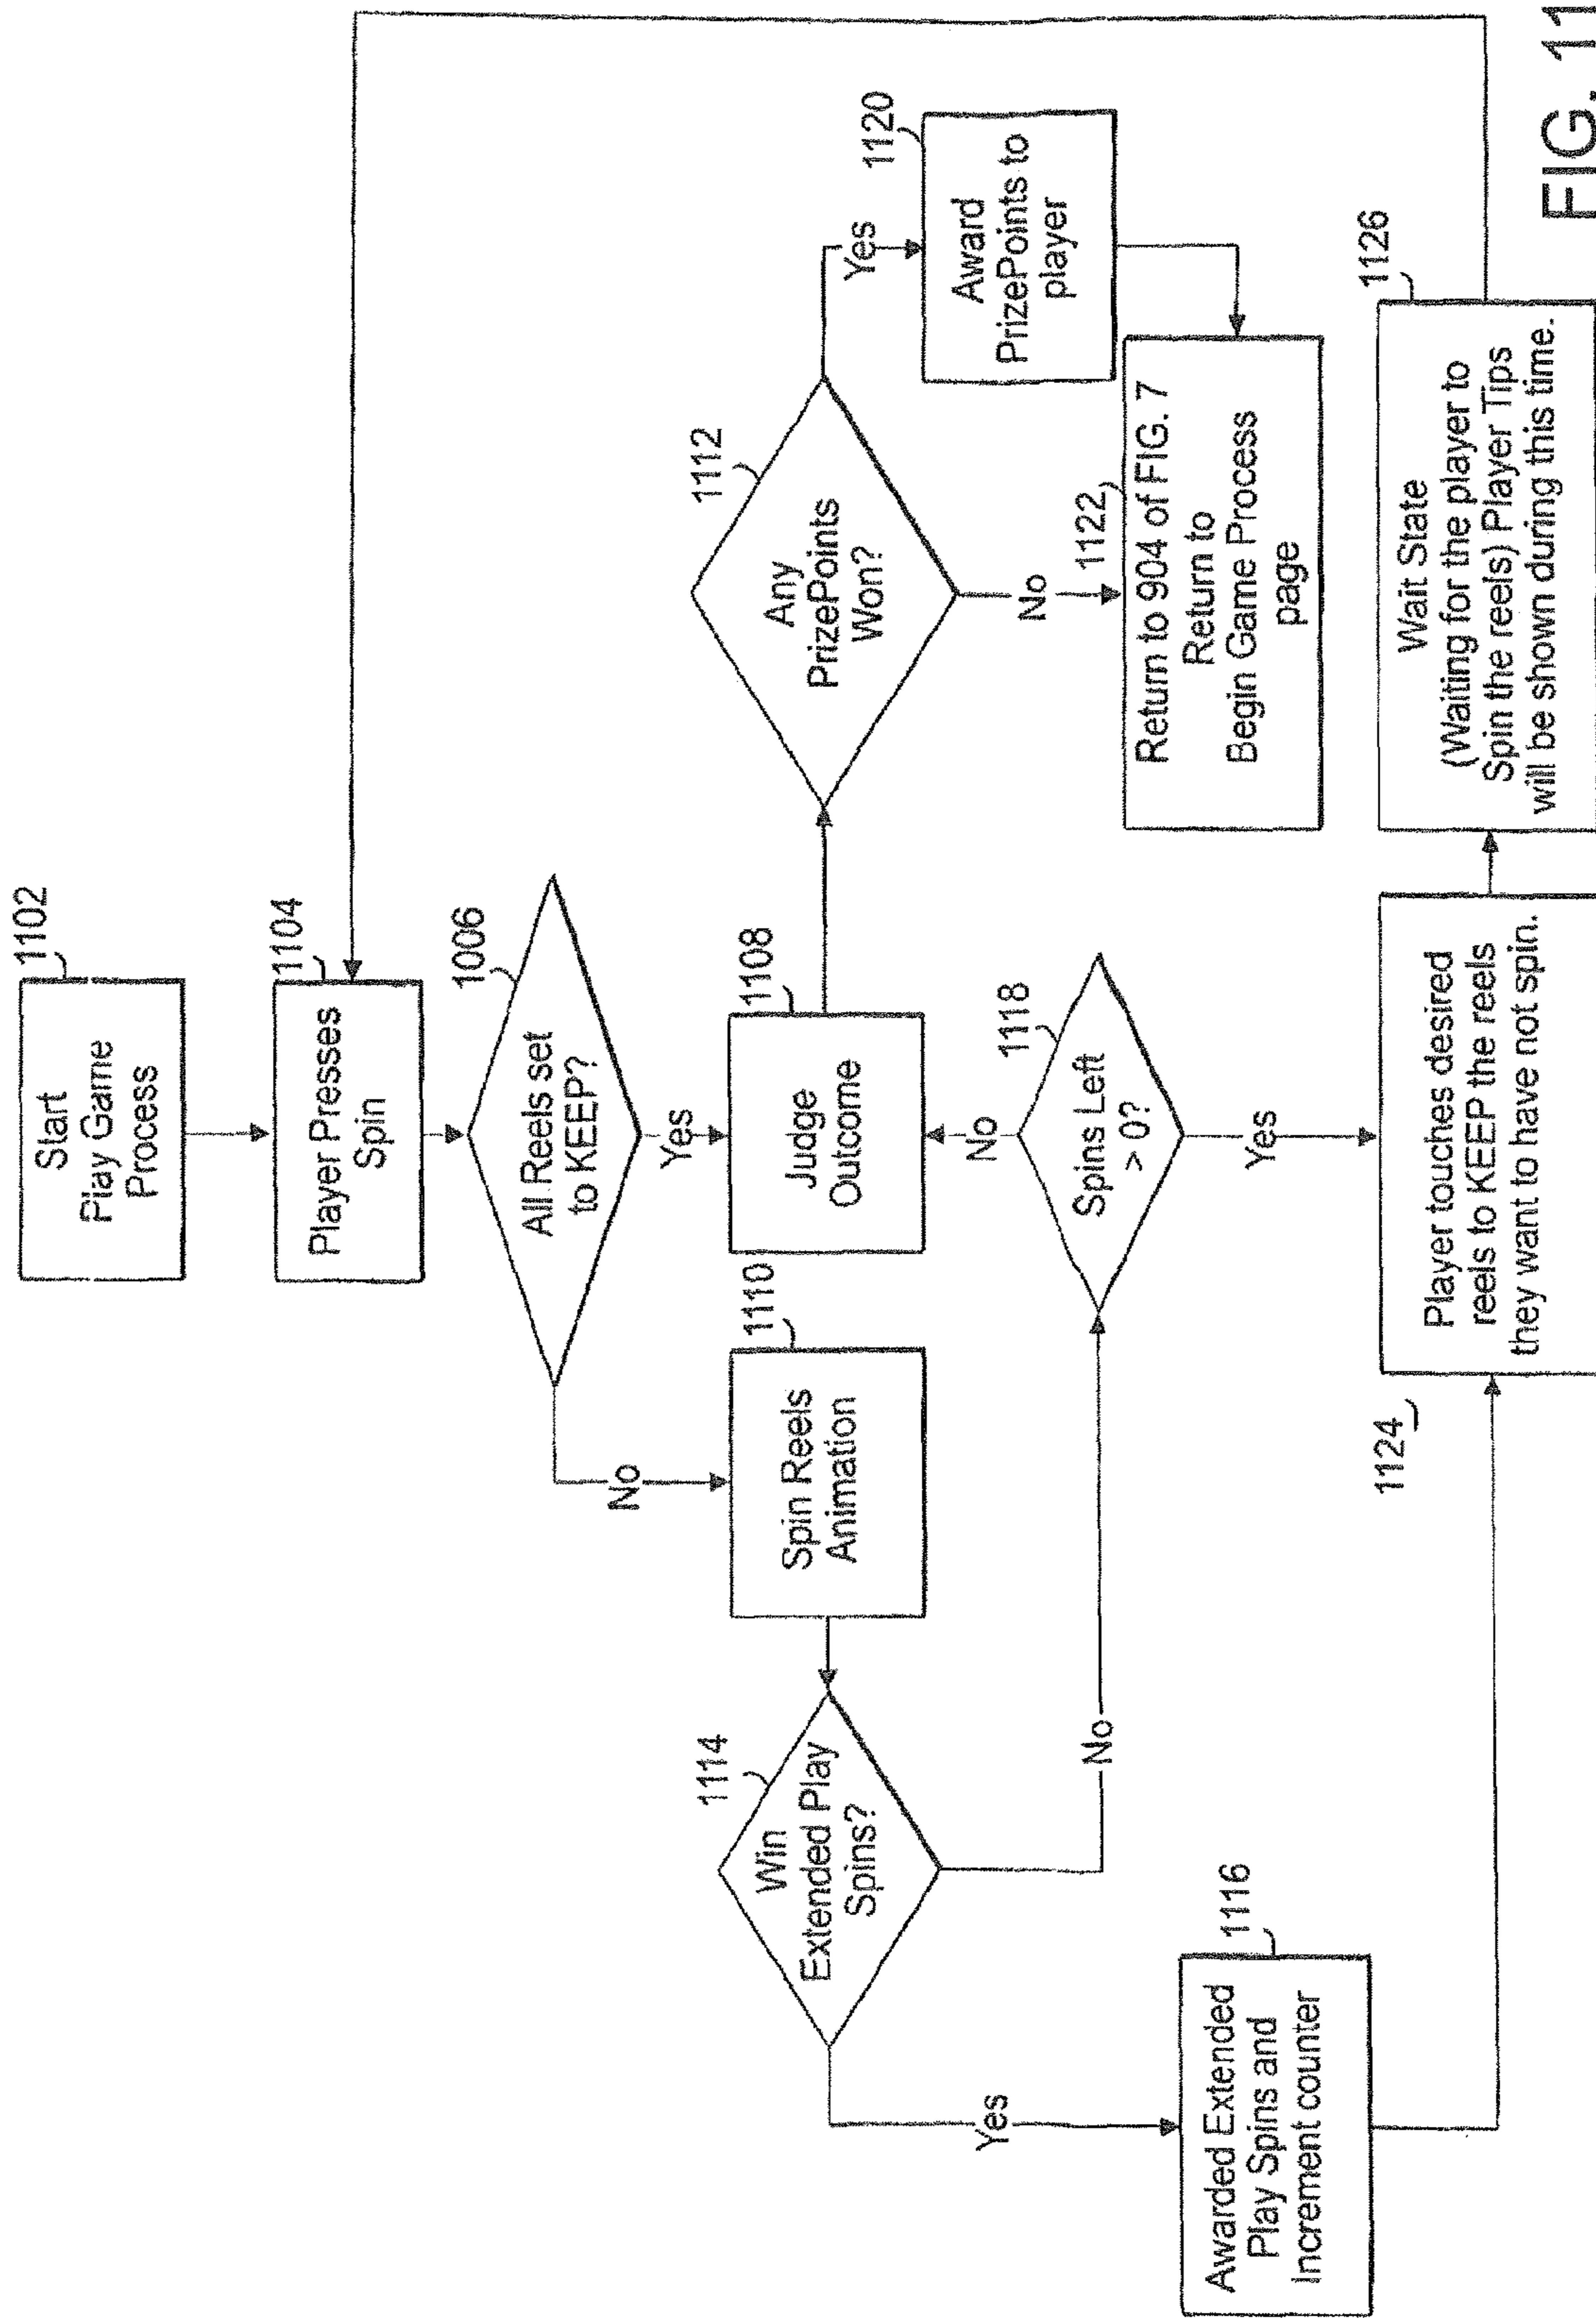 1102
Start
Play Game
Process
1104
Player Presses
Spin
1006
All Reels set
to KEEP?
No
Yes
1110
Spin Reels
Animation
1108
Judge
Outcome
1112
Any
PrizePoints
Won?
Yes
1120
Award
PrizePoints to
player
No
1122
Return to 904 of FIG. 7
Return to
Begin Game Process
page
1114
Win
Extended Play
Spins?
No
1118
Spins Left
> 0?
No
Yes
Yes
1116
Awarded Extended
Play Spins and
Increment counter
1124
Player touches desired
reels to KEEP the reels
they want to have not spin.
1126
Wait State
(Waiting for the player to
Spin the reels) Player Tips
will be shown during this time.
FIG. 11